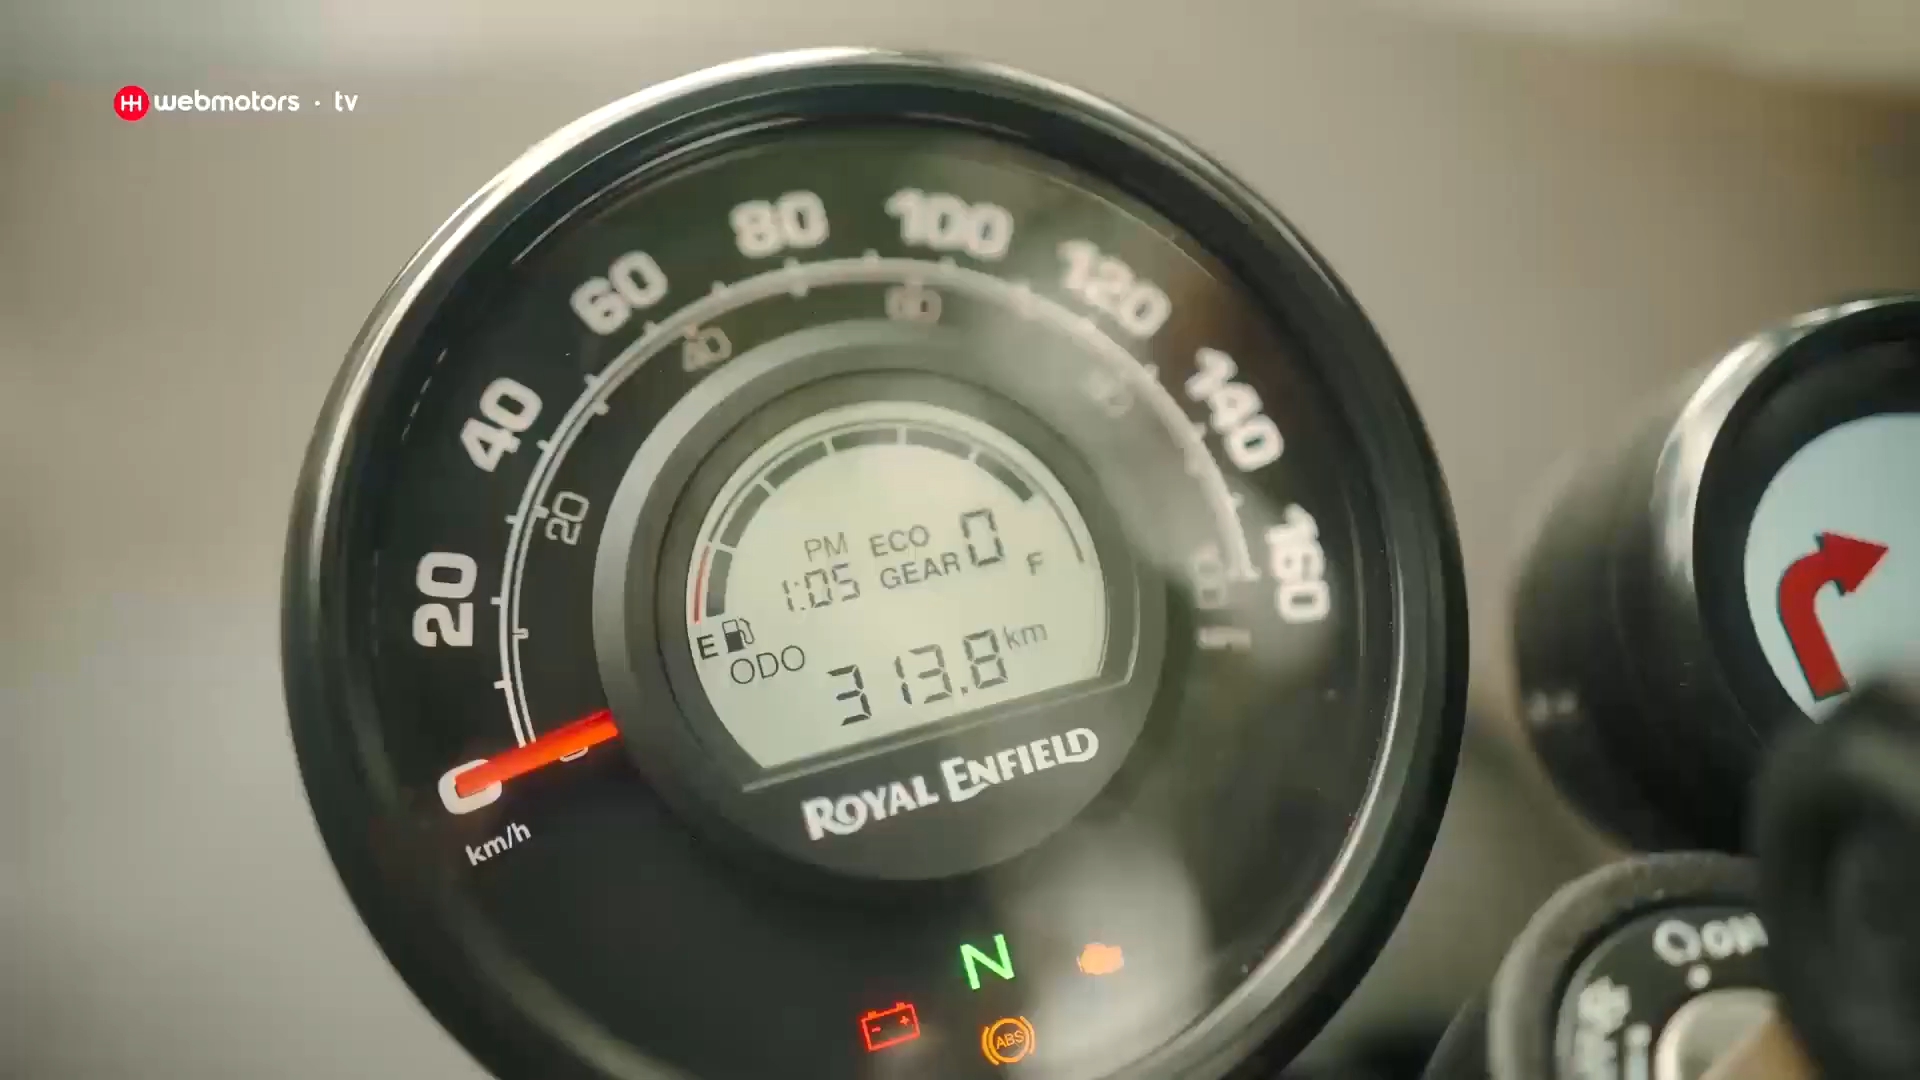 webmotors · tv
80
100
60
120
60
40
40
140
20
160
20
PM ECO 0
1:05 GEAR F
E
ODO 313.8 km
0
km/h
ROYAL ENFIELD
N
ABS
ON